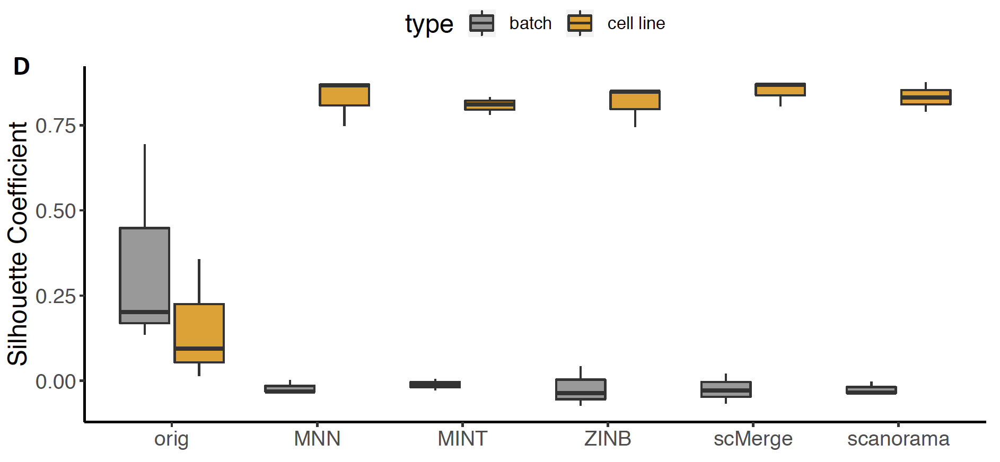 type batch cell line
D
Silhouette Coefficient
0.75
0.50
0.25
0.00
orig MNN MINT ZINB scMerge scanorama